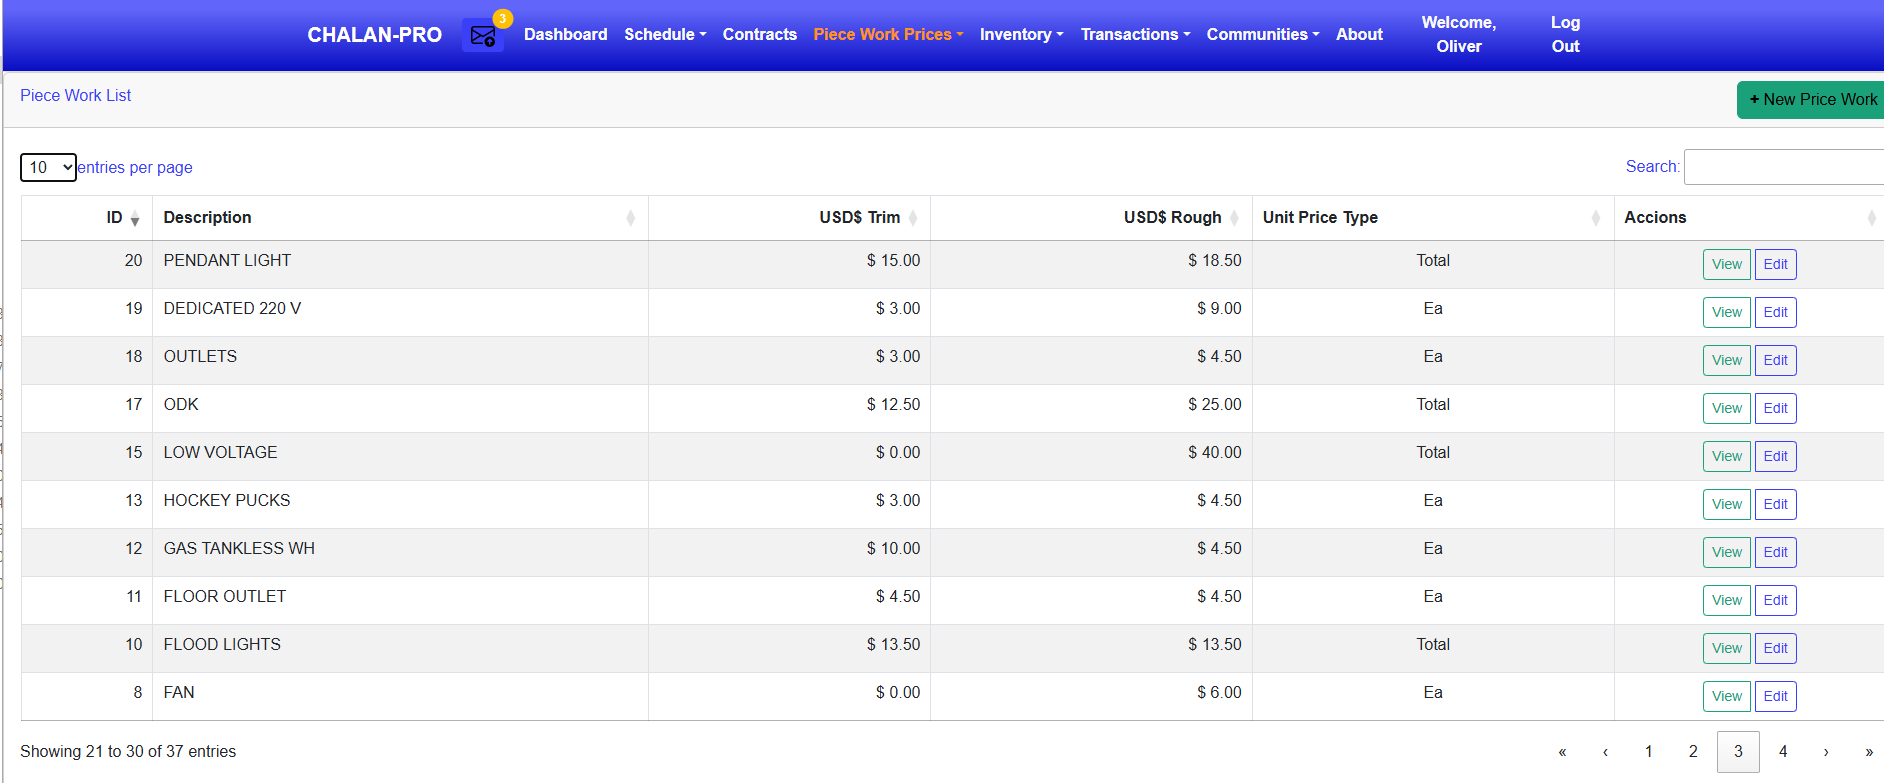 CHALAN-PRO 3 Dashboard Schedule Contracts Piece Work Prices Inventory Transactions Communities About Welcome, Oliver Log Out
Piece Work List + New Price Work
10 entries per page Search:
ID Description USD$ Trim USD$ Rough Unit Price Type Accions
20 PENDANT LIGHT $ 15.00 $ 18.50 Total View Edit
19 DEDICATED 220 V $ 3.00 $ 9.00 Ea View Edit
18 OUTLETS $ 3.00 $ 4.50 Ea View Edit
17 ODK $ 12.50 $ 25.00 Total View Edit
15 LOW VOLTAGE $ 0.00 $ 40.00 Total View Edit
13 HOCKEY PUCKS $ 3.00 $ 4.50 Ea View Edit
12 GAS TANKLESS WH $ 10.00 $ 4.50 Ea View Edit
11 FLOOR OUTLET $ 4.50 $ 4.50 Ea View Edit
10 FLOOD LIGHTS $ 13.50 $ 13.50 Total View Edit
8 FAN $ 0.00 $ 6.00 Ea View Edit
Showing 21 to 30 of 37 entries « ‹ 1 2 3 4 › »